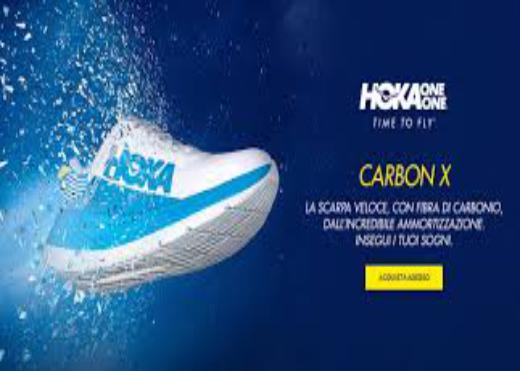 HOKA ONE ONE
TIME TO FLY
HOKA
CARBON X
LA SCARPA VELOCE, CON FIBRA DI CARBONIO,
DALL'INCREDIBILE AMMORTIZZAZIONE.
INSEGUI I TUOI SOGNI.
ACQUISTA ADESSO